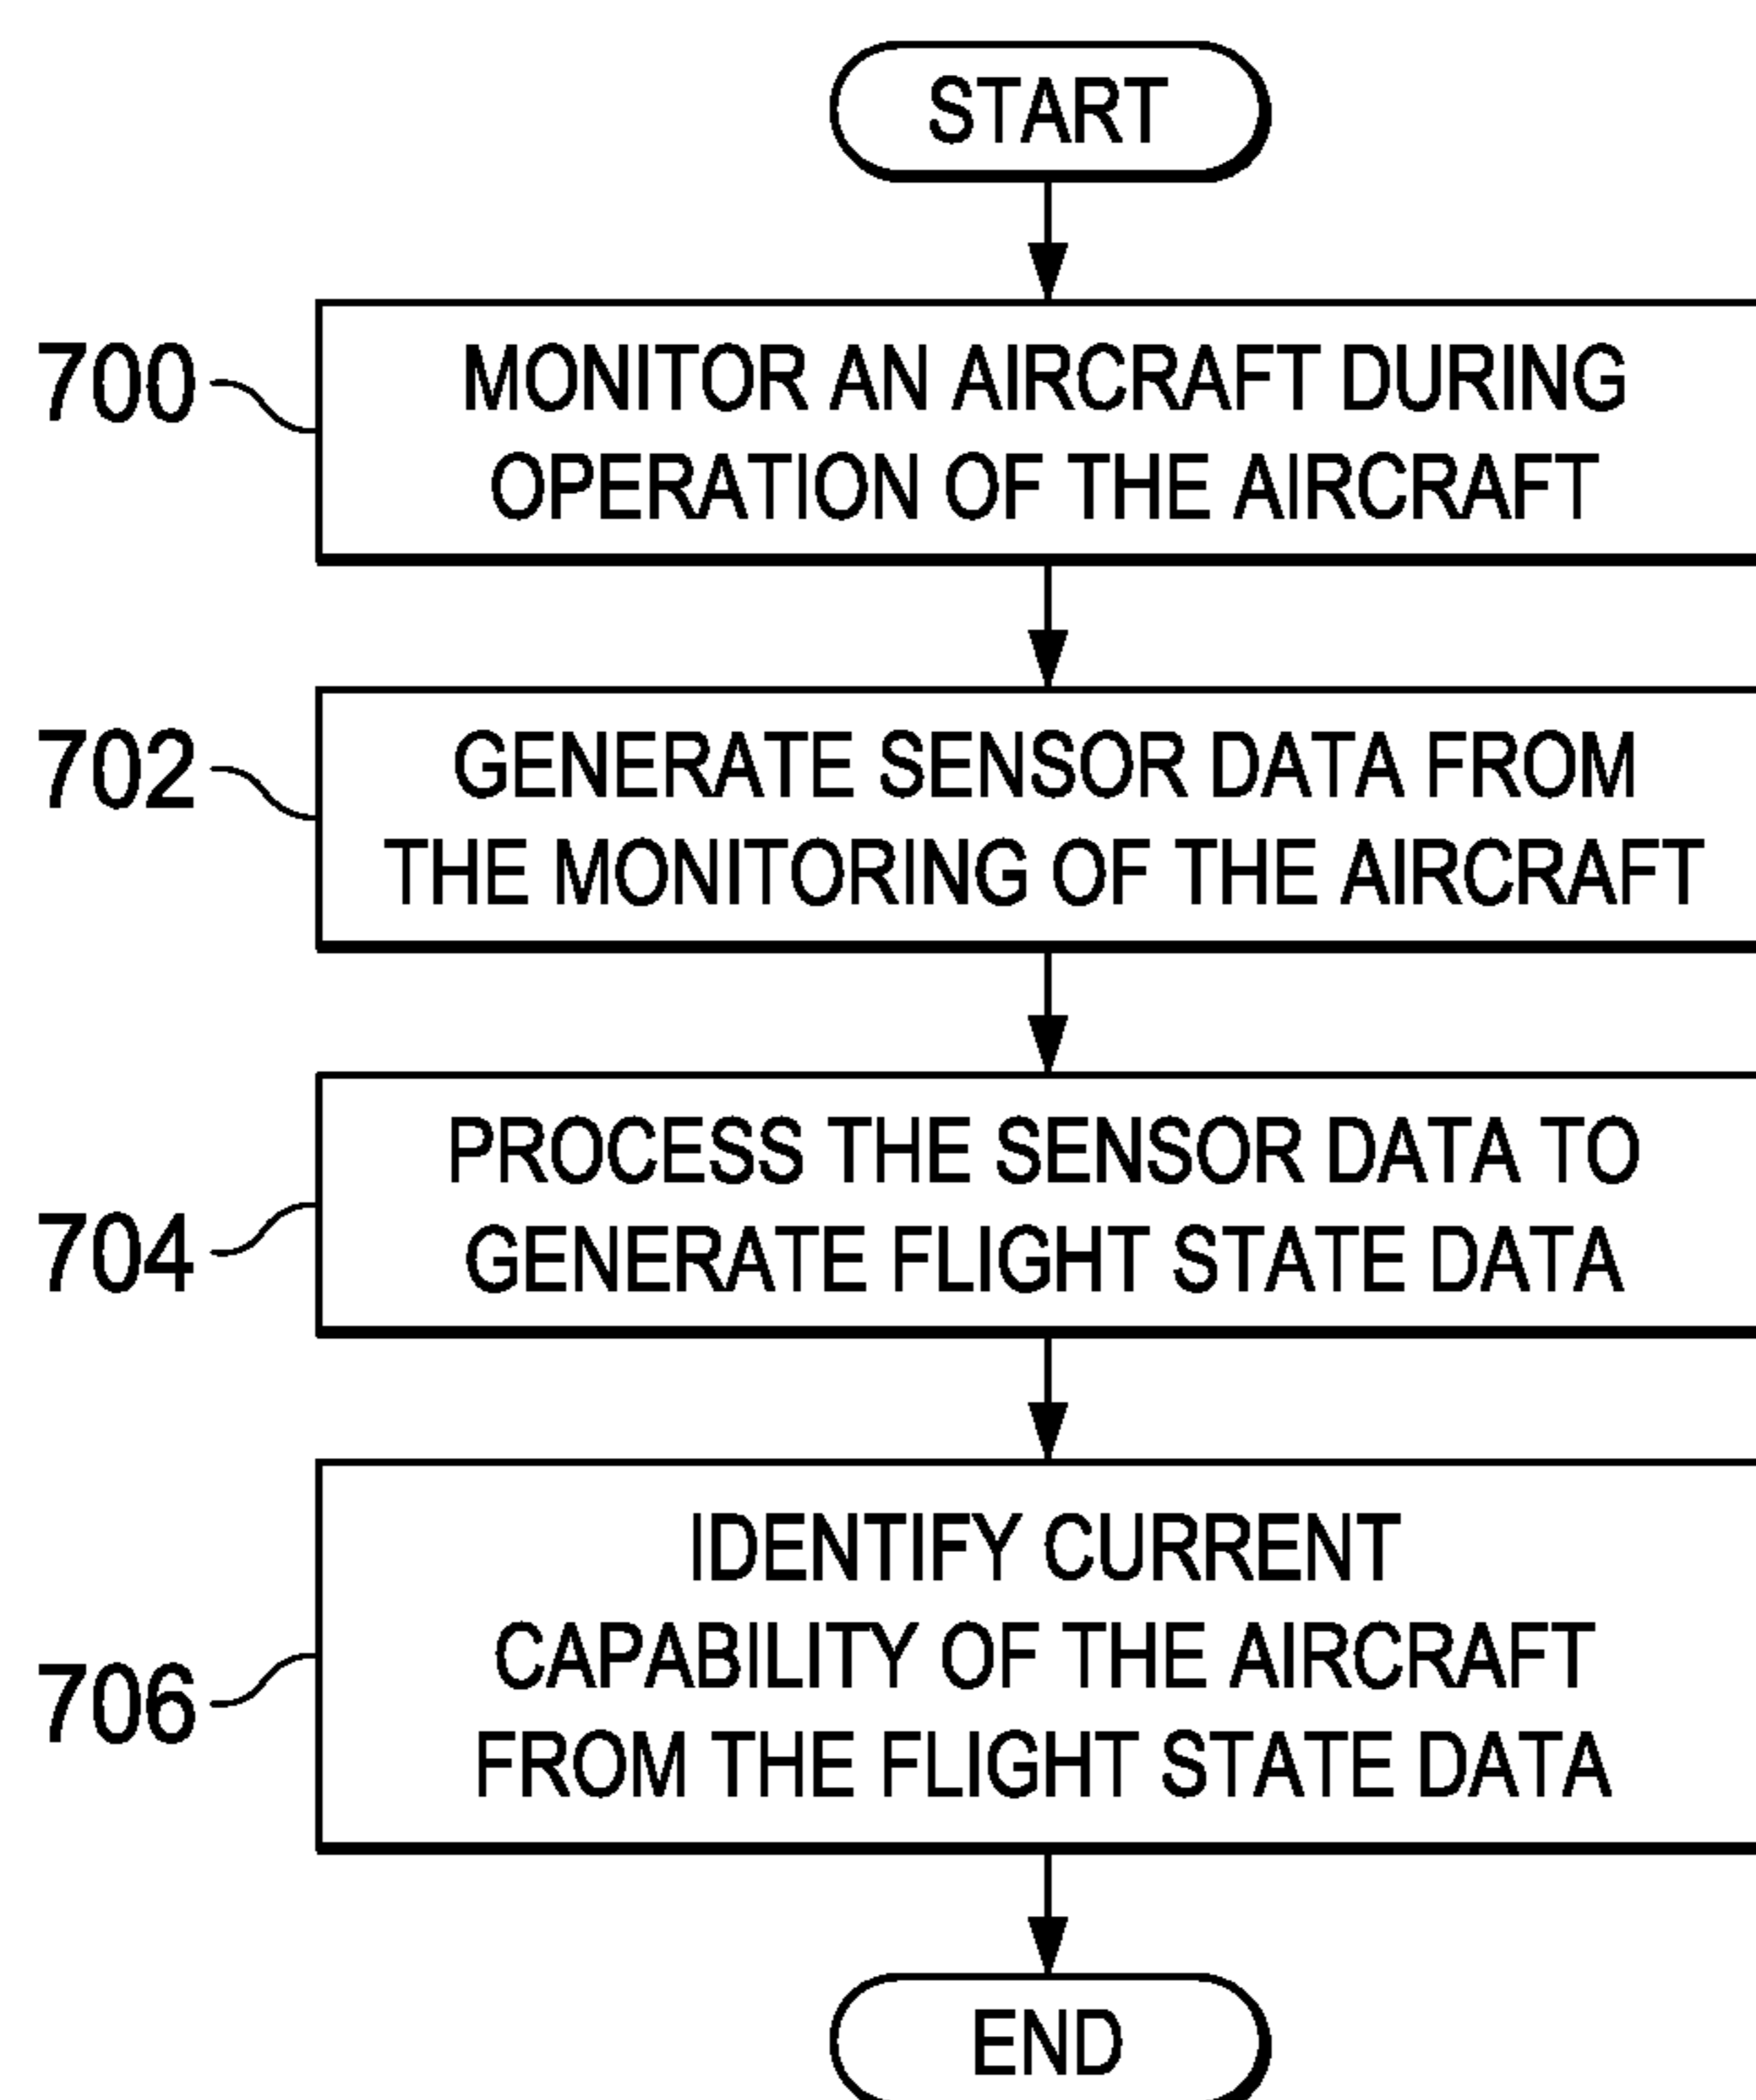 START
700
MONITOR AN AIRCRAFT DURING
OPERATION OF THE AIRCRAFT
702
GENERATE SENSOR DATA FROM
THE MONITORING OF THE AIRCRAFT
704
PROCESS THE SENSOR DATA TO
GENERATE FLIGHT STATE DATA
706
IDENTIFY CURRENT
CAPABILITY OF THE AIRCRAFT
FROM THE FLIGHT STATE DATA
END